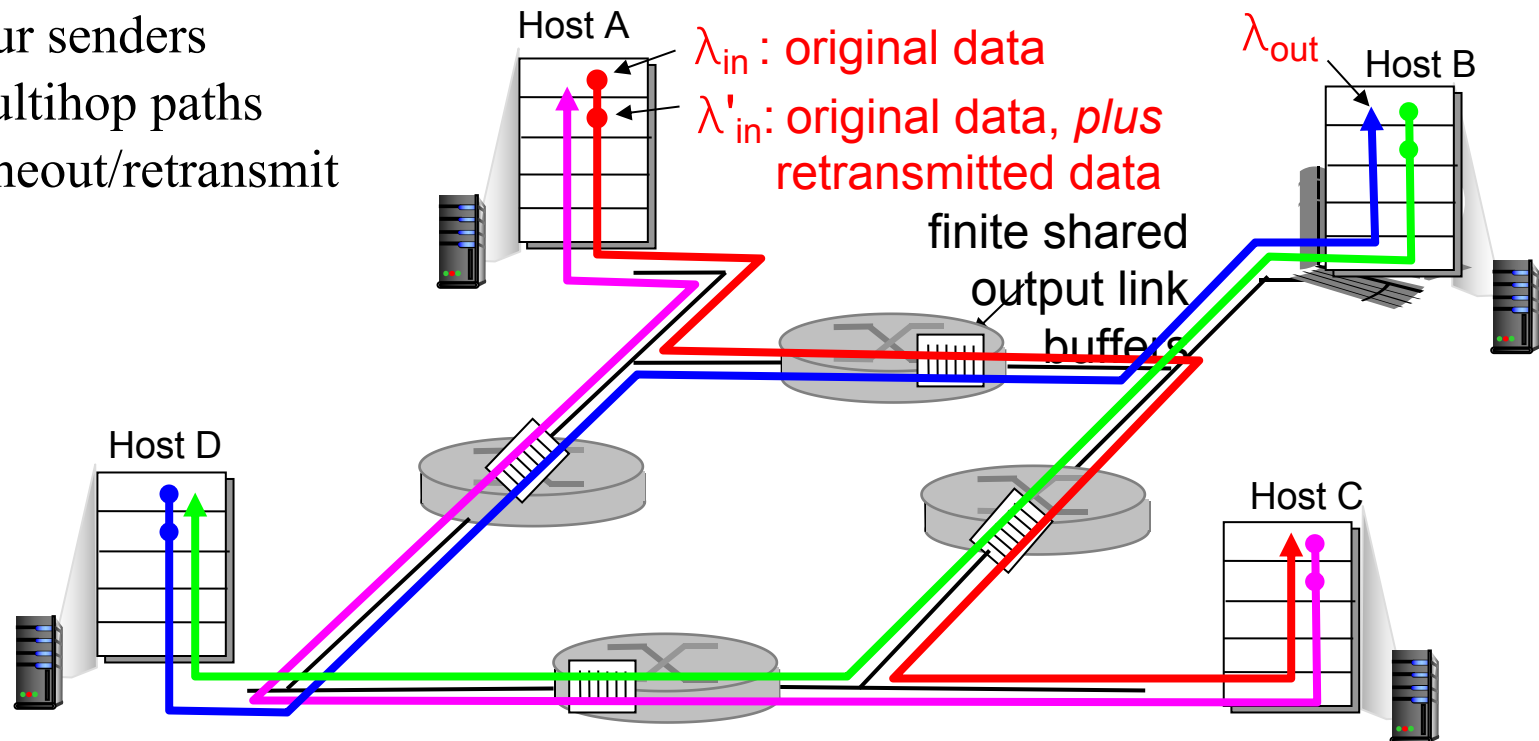 ur senders
ultihop paths
neout/retransmit
Host A
λin : original data
λ'in: original data, plus
retransmitted data
λout
Host B
finite shared
output link
buffers
Host D
Host C